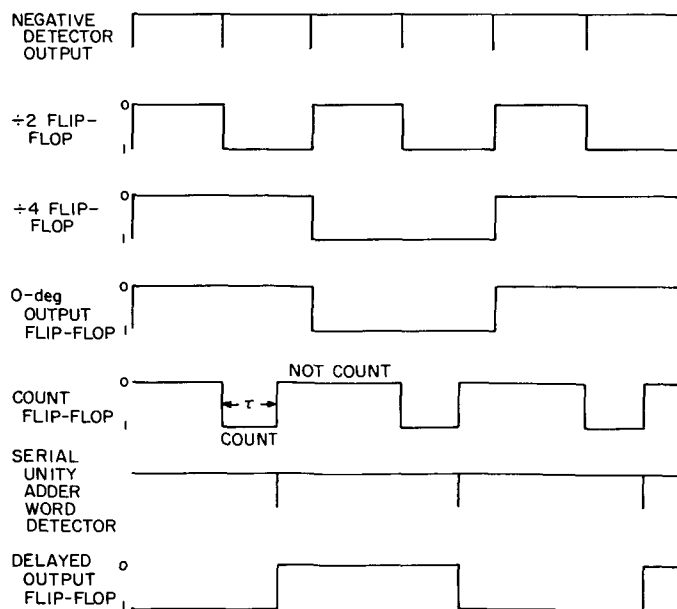 NEGATIVE
DETECTOR
OUTPUT
÷2 FLIP-
FLOP
0
1
÷4 FLIP-
FLOP
0
1
0-deg
OUTPUT
FLIP-FLOP
0
1
COUNT
FLIP-FLOP
0
1
NOT COUNT
τ
COUNT
SERIAL
UNITY
ADDER
WORD
DETECTOR
DELAYED
OUTPUT
FLIP-FLOP
0
1